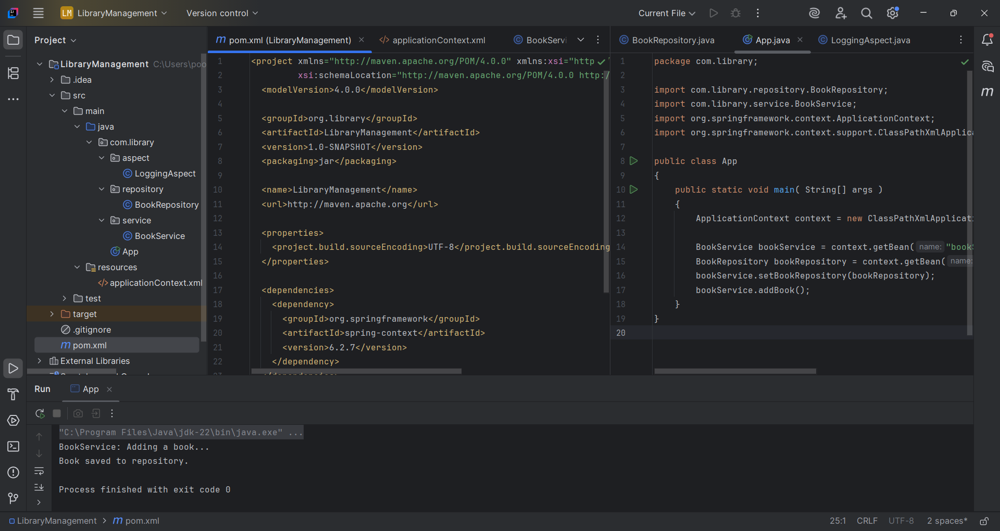 LM LibraryManagement Version control Current File
Project
LibraryManagement C:\Users\poo
.idea
src
main
java
com.library
aspect
LoggingAspect
repository
BookRepository
service
BookService
App
resources
applicationContext.xml
test
target
.gitignore
pom.xml
External Libraries
pom.xml (LibraryManagement) applicationContext.xml BookServi
1 <project xmlns="http://maven.apache.org/POM/4.0.0" xmlns:xsi="http
2 xsi:schemaLocation="http://maven.apache.org/POM/4.0.0 http:/
3 <modelVersion>4.0.0</modelVersion>
4
5 <groupId>org.library</groupId>
6 <artifactId>LibraryManagement</artifactId>
7 <version>1.0-SNAPSHOT</version>
8 <packaging>jar</packaging>
9
10 <name>LibraryManagement</name>
11 <url>http://maven.apache.org</url>
12
13 <properties>
14 <project.build.sourceEncoding>UTF-8</project.build.sourceEncoding
15 </properties>
16
17 <dependencies>
18 <dependency>
19 <groupId>org.springframework</groupId>
20 <artifactId>spring-context</artifactId>
21 <version>6.2.7</version>
22 </dependency>
</dependencies>
BookRepository.java App.java LoggingAspect.java
1 package com.library;
2
3 import com.library.repository.BookRepository;
4 import com.library.service.BookService;
5 import org.springframework.context.ApplicationContext;
6 import org.springframework.context.support.ClassPathXmlApplica
7
8 public class App
9 {
10 public static void main( String[] args )
11 {
12 ApplicationContext context = new ClassPathXmlApplicat
13
14 BookService bookService = context.getBean( name: "bookS
15 BookRepository bookRepository = context.getBean( name:
16 bookService.setBookRepository(bookRepository);
17 bookService.addBook();
18 }
19 }
20
Run App
"C:\Program Files\Java\jdk-22\bin\java.exe" ...
BookService: Adding a book...
Book saved to repository.
Process finished with exit code 0
LibraryManagement > pom.xml 25:1 CRLF UTF-8 2 spaces*